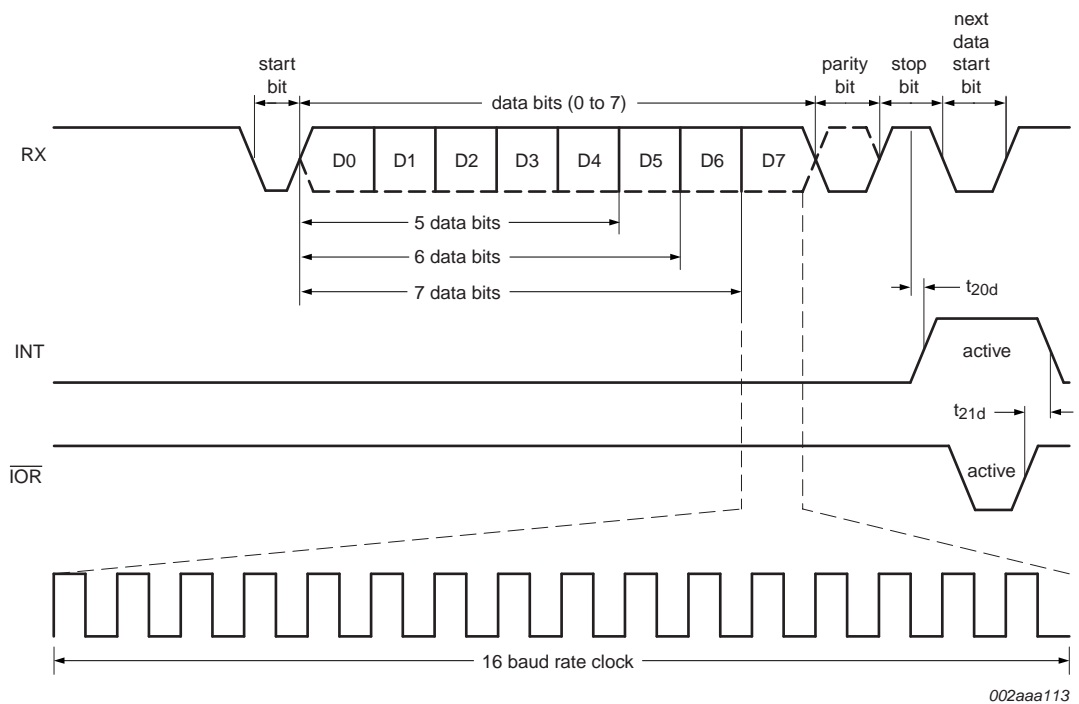 next
data
start
bit
start
bit
parity
bit
stop
bit
data bits (0 to 7)
RX
D0 D1 D2 D3 D4 D5 D6 D7
5 data bits
6 data bits
7 data bits
t20d
INT
active
t21d
IOR
active
16 baud rate clock
002aaa113